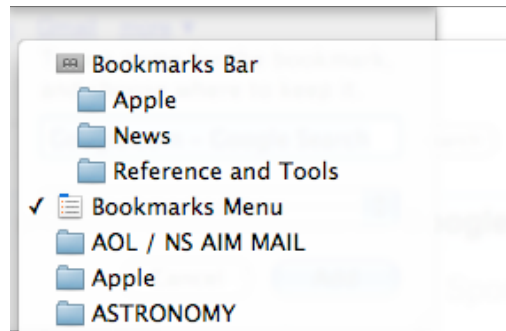 Bookmarks Bar
Apple
News
Reference and Tools
✓ Bookmarks Menu
AOL / NS AIM MAIL
Apple
ASTRONOMY